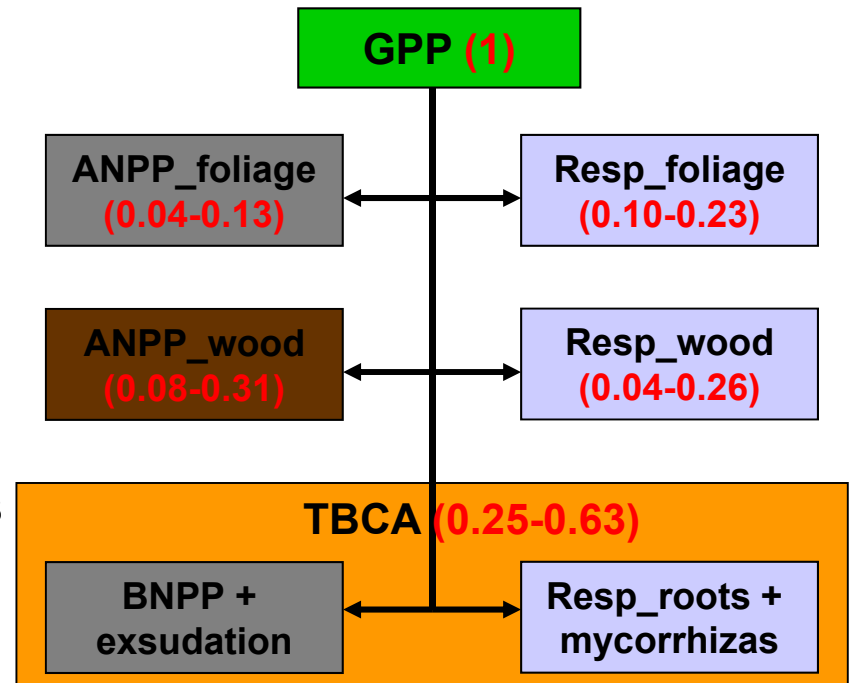 GPP (1)
ANPP_foliage
(0.04-0.13)
Resp_foliage
(0.10-0.23)
ANPP_wood
(0.08-0.31)
Resp_wood
(0.04-0.26)
TBCA (0.25-0.63)
BNPP +
exsudation
Resp_roots +
mycorrhizas